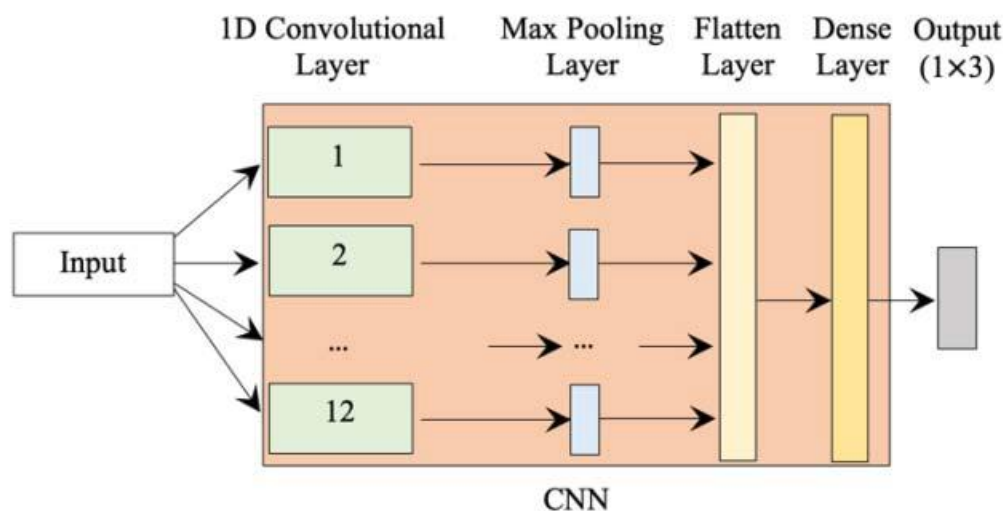 1D Convolutional
Layer
Max Pooling
Layer
Flatten
Layer
Dense
Layer
Output
(1×3)
1
Input
2
...
...
12
CNN